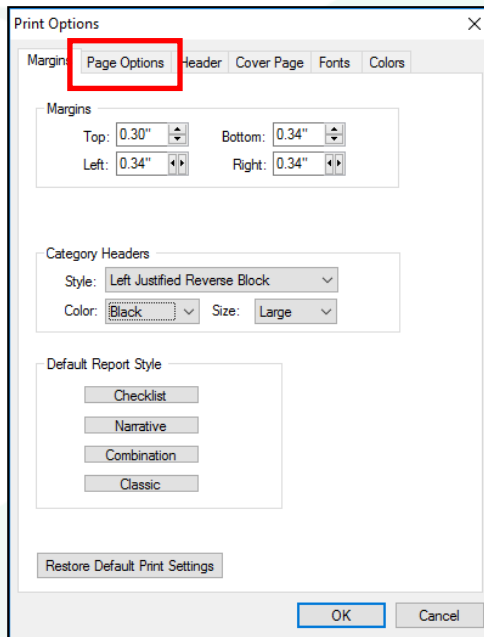 Print Options
Margins Page Options Header Cover Page Fonts Colors
Margins
Top: 0.30" Bottom: 0.34"
Left: 0.34" Right: 0.34"
Category Headers
Style: Left Justified Reverse Block
Color: Black Size: Large
Default Report Style
Checklist
Narrative
Combination
Classic
Restore Default Print Settings
OK Cancel